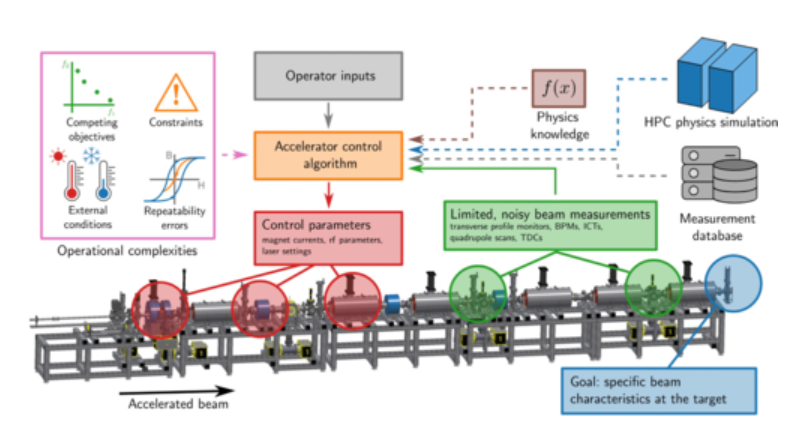 f₂
f₁
Competing
objectives
Constraints
B
H
External
conditions
Repeatability
errors
Operational complexities
Operator inputs
Accelerator control
algorithm
Control parameters
magnet currents, rf parameters,
laser settings
f(x)
Physics
knowledge
HPC physics simulation
Measurement
database
Limited, noisy beam measurements
transverse profile monitors, BPMs, ICTs,
quadrupole scans, TDCs
Accelerated beam
Goal: specific beam
characteristics at the target